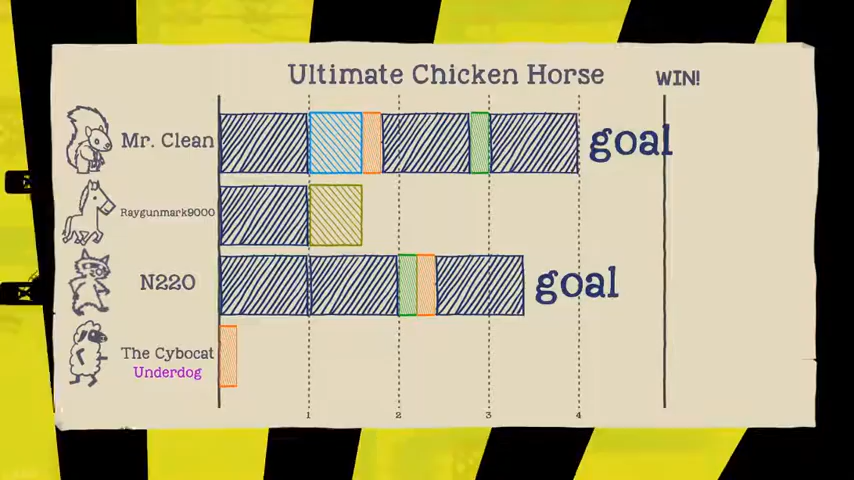 Ultimate Chicken Horse
WIN!
Mr. Clean
goal
Raygunmark9000
N220
goal
The Cybocat
Underdog
1 2 3 4